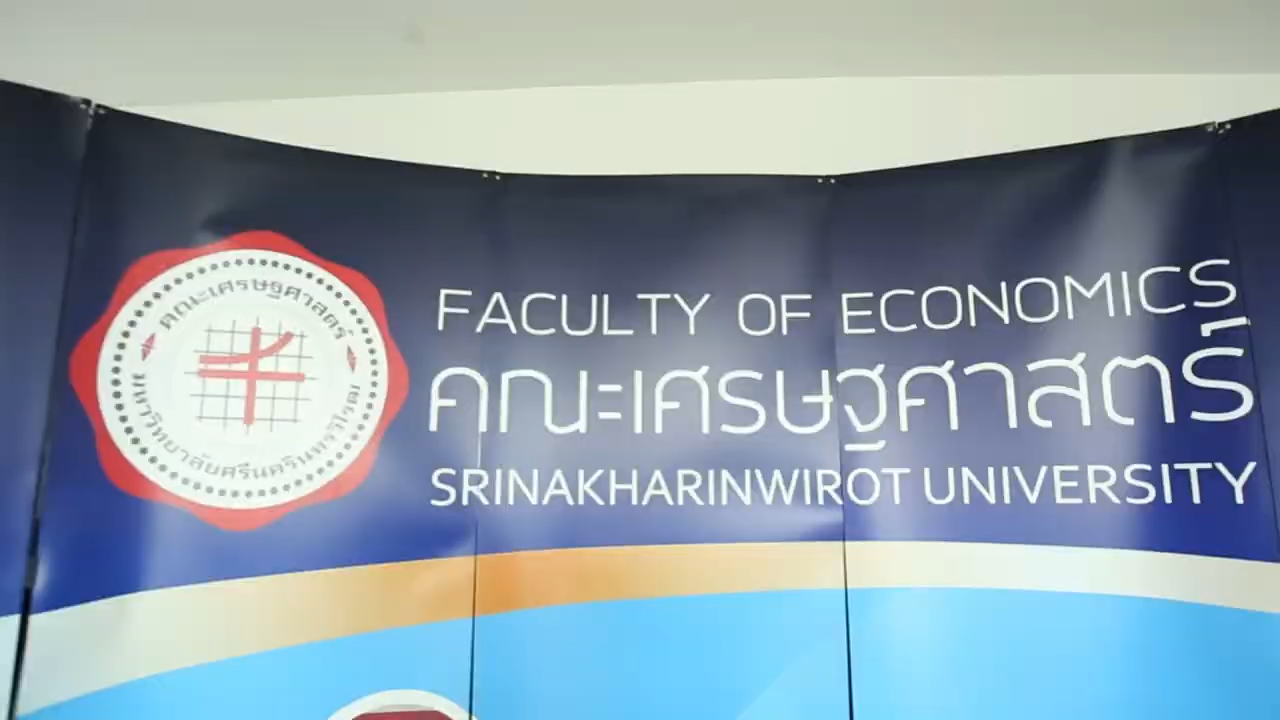 คณะเศรษฐศาสตร์
มหาวิทยาลัยศรีนครินทรวิโรฒ
FACULTY OF ECONOMICS
คณะเศรษฐศาสตร์
SRINAKHARINWIROT UNIVERSITY